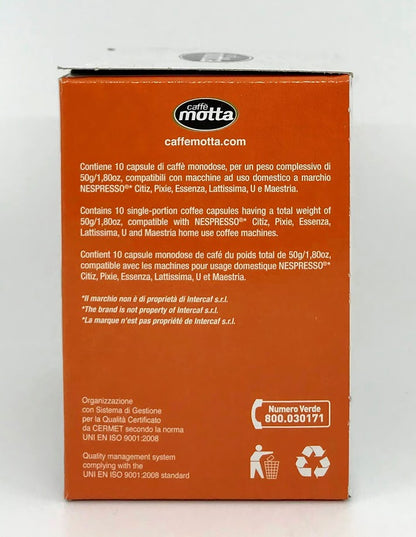 caffè
motta
caffemotta.com
Contiene 10 capsule di caffè monodose, per un peso complessivo di
50g/1,80oz, compatibili con macchine ad uso domestico a marchio
NESPRESSO®* Citiz, Pixie, Essenza, Lattissima, U e Maestria.
Contains 10 single-portion coffee capsules having a total weight of
50g/1,80oz, compatible with NESPRESSO®* Citiz, Pixie, Essenza,
Lattissima, U and Maestria home use coffee machines.
Contient 10 capsule monodose de café du poids total de 50g/1,80oz,
compatible avec les machines pour usage domestique NESPRESSO®*
Citiz, Pixie, Essenza, Lattissima, U et Maestria.
*Il marchio non è di proprietà di Intercaf s.r.l.
*The brand is not property of Intercaf s.r.l.
*La marque n'est pas propriété de Intercaf s.r.l.
Organizzazione
con Sistema di Gestione
per la Qualità Certificato
da CERMET secondo la norma
UNI EN ISO 9001:2008
Quality management system
complying with the
UNI EN ISO 9001:2008 standard
Numero Verde
800.030171